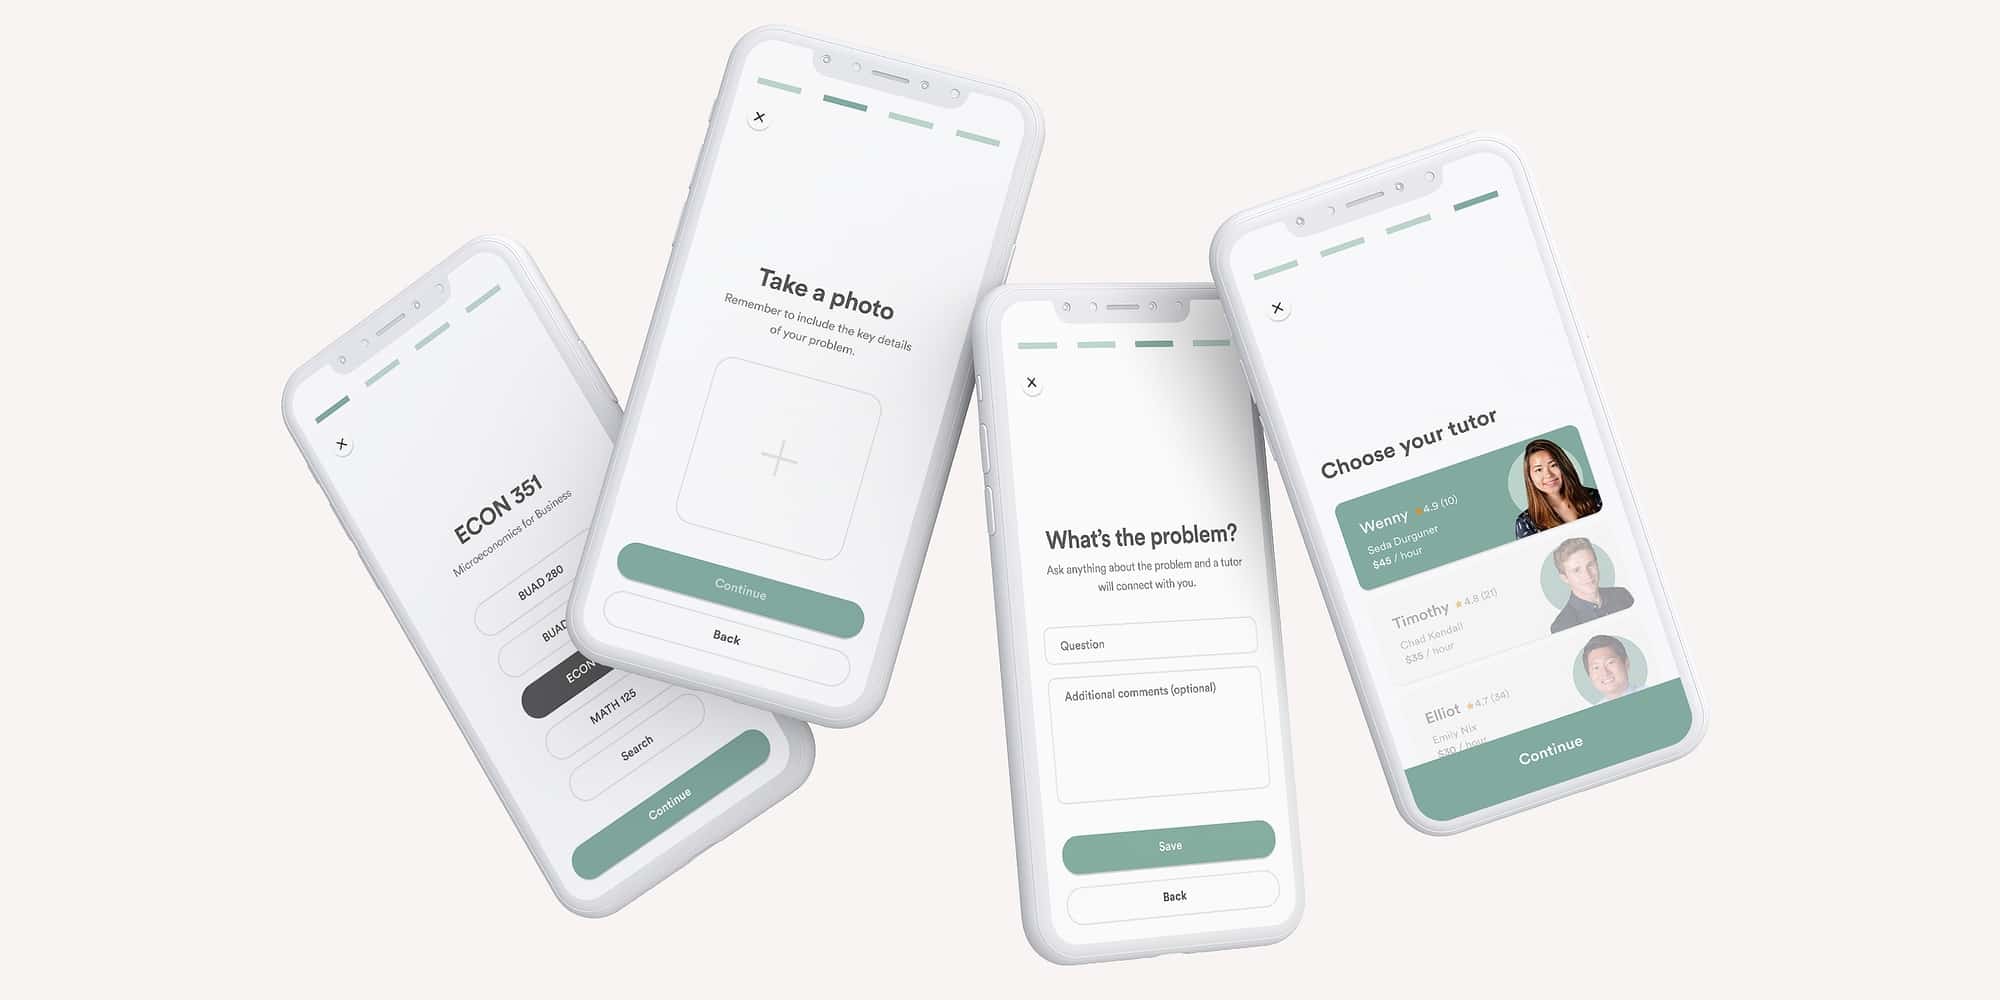 ECON 351
Microeconomics for Business
BUAD 280
ECON
MATH 125
Search
Continue
Take a photo
Remember to include the key details
of your problem.
Continue
Back
What's the problem?
Ask anything about the problem and a tutor
will connect with you.
Question
Additional comments (optional)
Save
Back
Choose your tutor
Wenny ★4.9 (10)
Seda Durguner
$45 / hour
Timothy ★4.8 (21)
Chad Kendall
$35 / hour
Elliot ★4.7 (34)
Emily Nix
$30 / hour
Continue